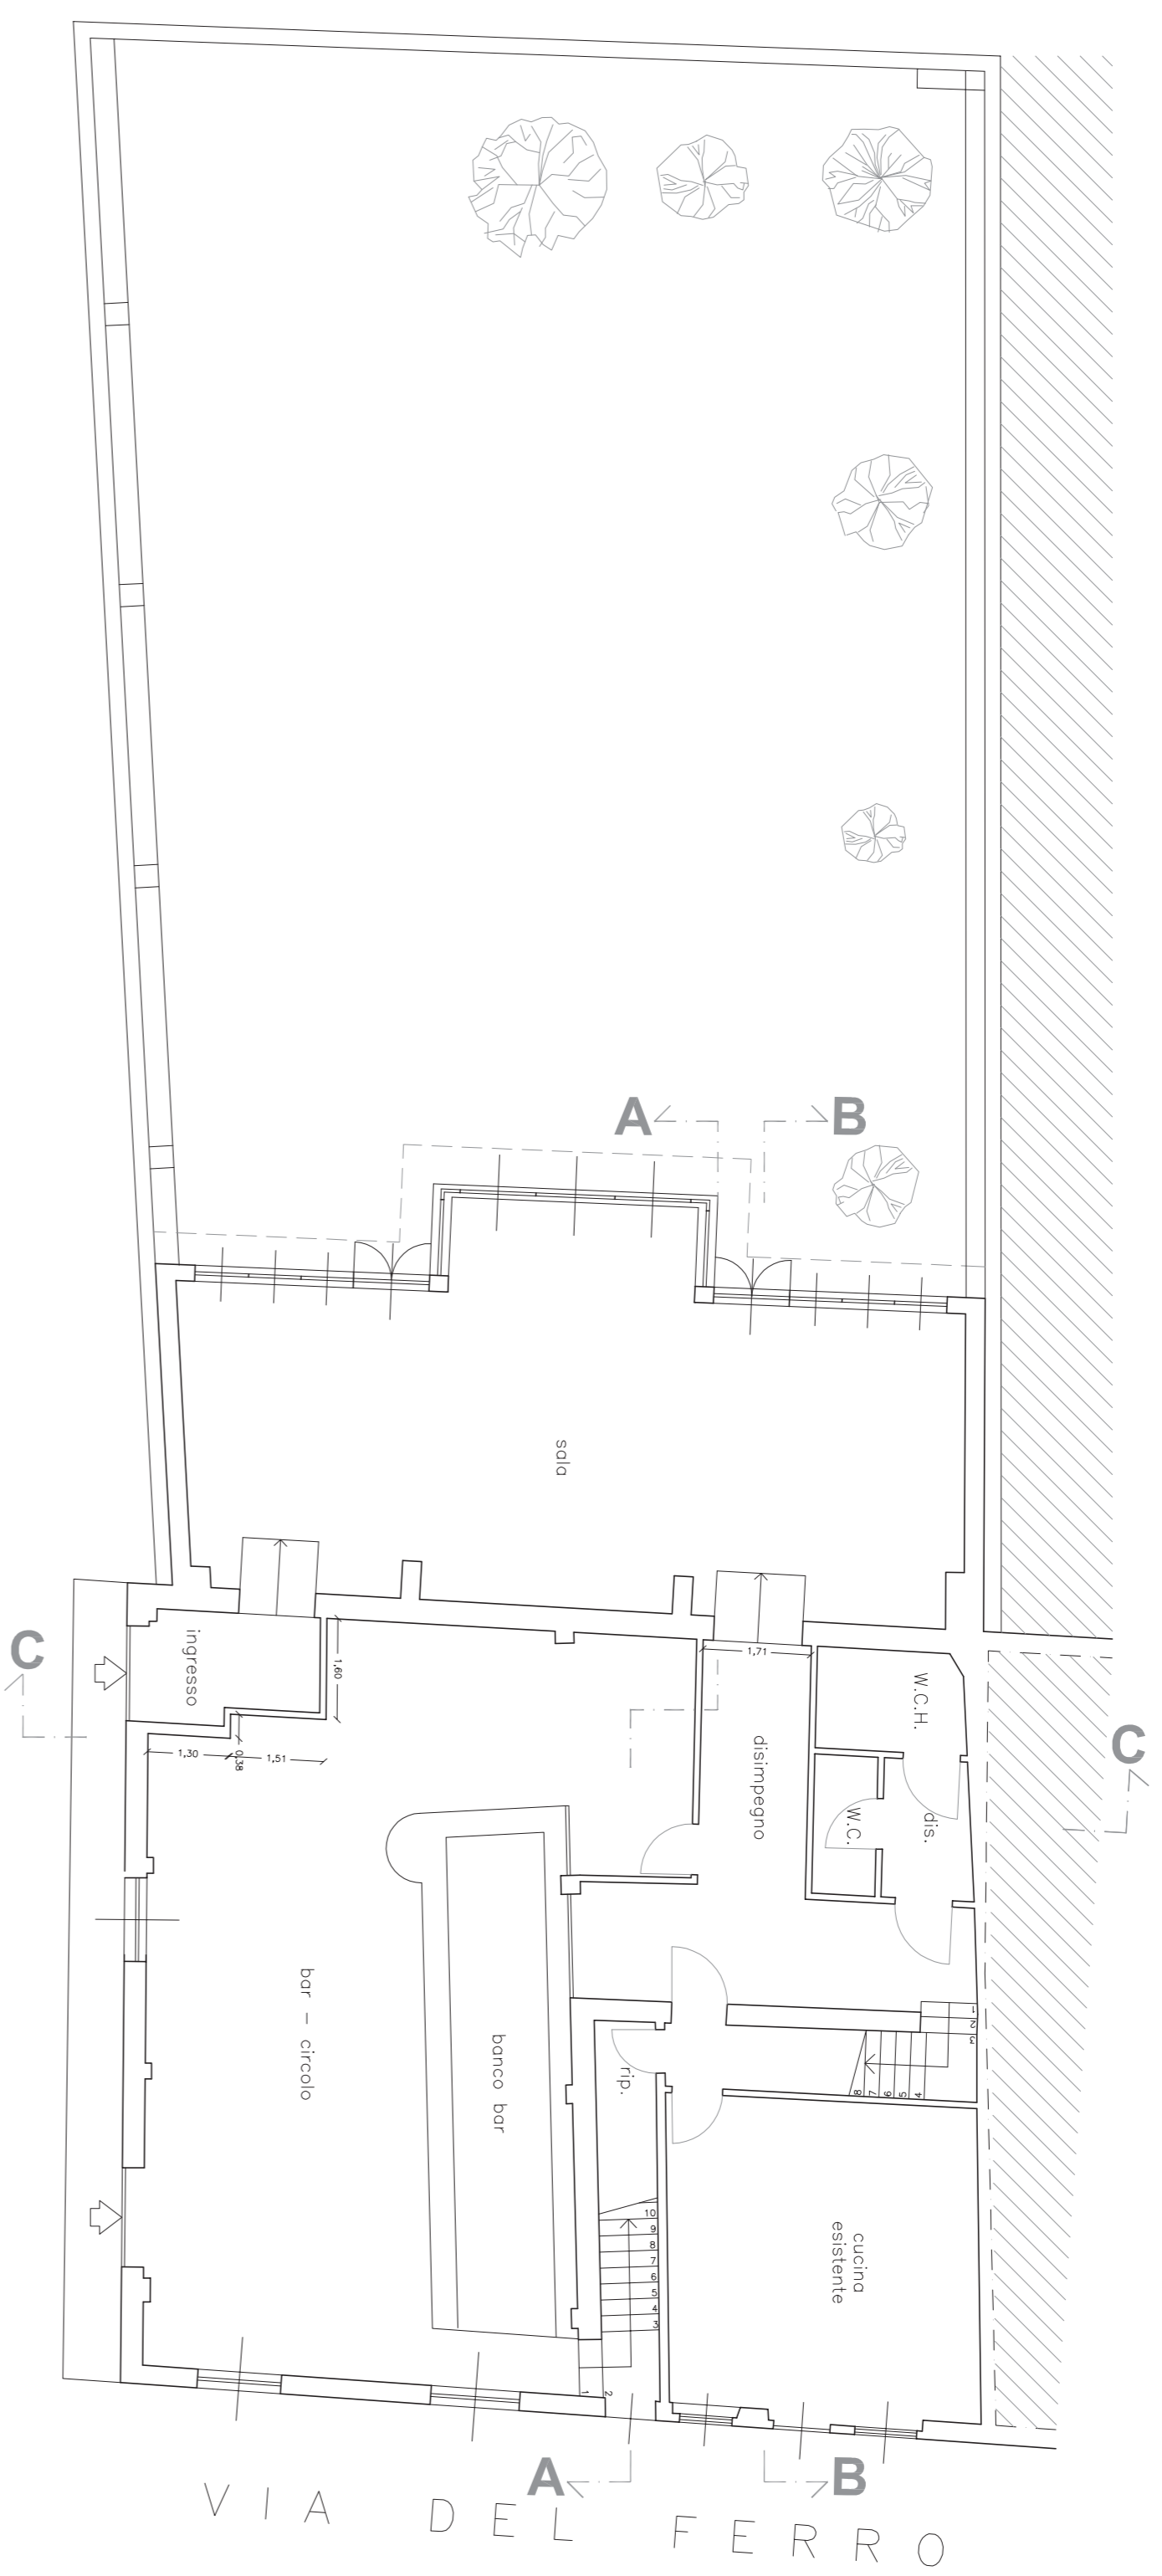 A
B
sala
C
ingresso
1,60
1,71
W.C.H.
1,30
0,38
1,51
disimpegno
W.C.
dis.
C
bar - circolo
banco bar
rip.
1
2
3
8
7
6
5
4
cucina
esistente
10
9
8
7
6
5
4
3
1
2
A
B
VIA DEL FERRO